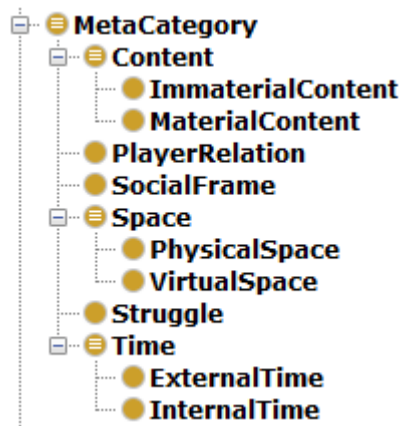 MetaCategory
Content
ImmaterialContent
MaterialContent
PlayerRelation
SocialFrame
Space
PhysicalSpace
VirtualSpace
Struggle
Time
ExternalTime
InternalTime